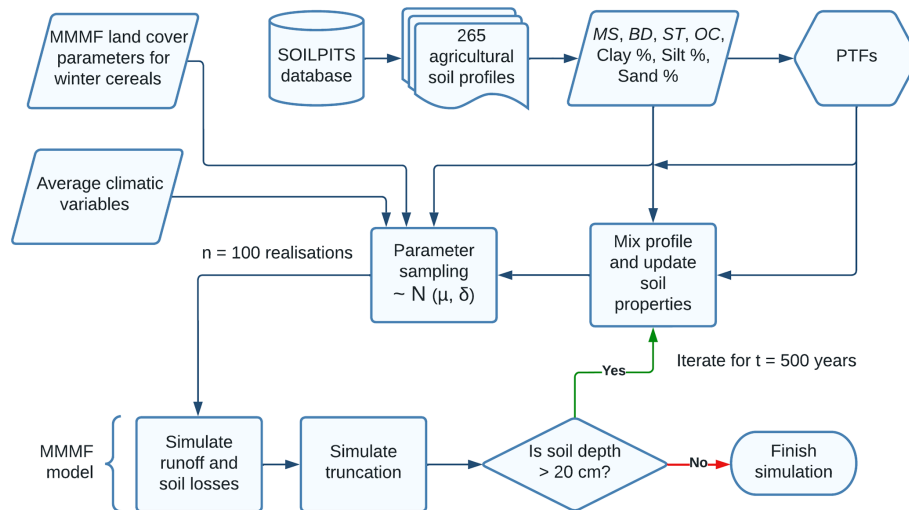 MMMF land cover
parameters for
winter cereals
SOILPITS
database
265
agricultural
soil profiles
MS, BD, ST, OC,
Clay %, Silt %,
Sand %
PTFs
Average climatic
variables
n = 100 realisations
Parameter
sampling
~ N (μ, δ)
Mix profile
and update
soil
properties
Yes
Iterate for t = 500 years
MMMF
model
Simulate
runoff and
soil losses
Simulate
truncation
Is soil depth
> 20 cm?
No
Finish
simulation